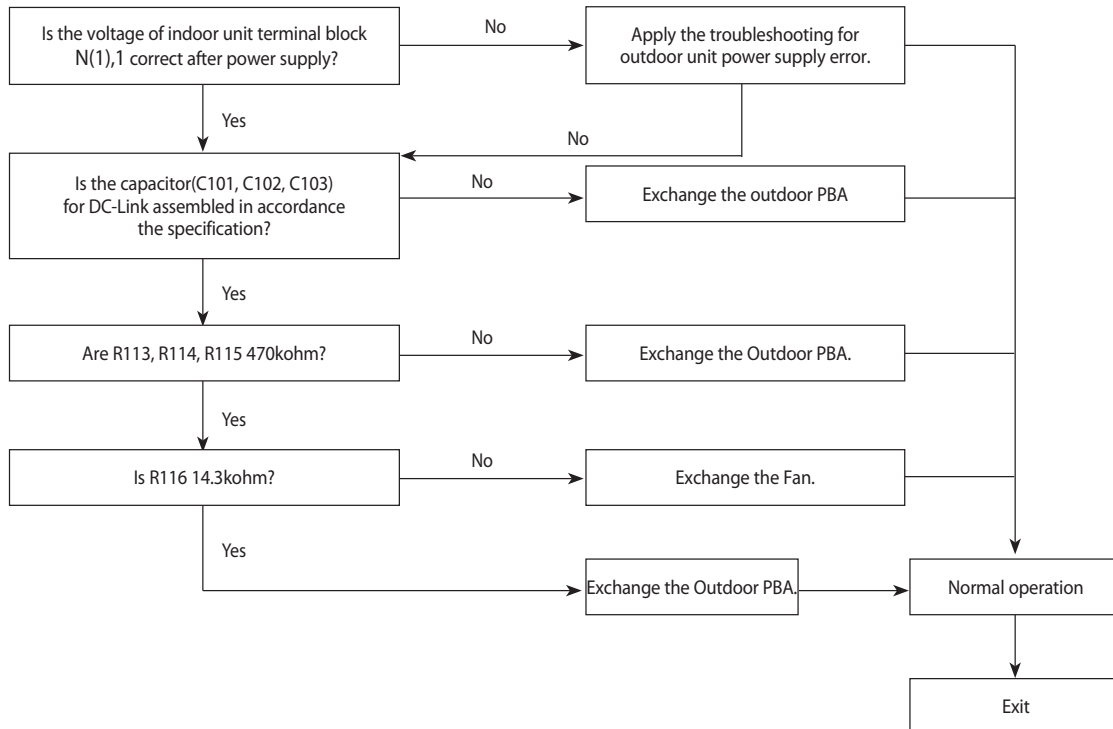 Is the voltage of indoor unit terminal block
N(1),1 correct after power supply?
No
Apply the troubleshooting for
outdoor unit power supply error.
Yes
No
Is the capacitor(C101, C102, C103)
for DC-Link assembled in accordance
the specification?
No
Exchange the outdoor PBA
Yes
Are R113, R114, R115 470kohm?
No
Exchange the Outdoor PBA.
Yes
Is R116 14.3kohm?
No
Exchange the Fan.
Yes
Exchange the Outdoor PBA.
Normal operation
Exit